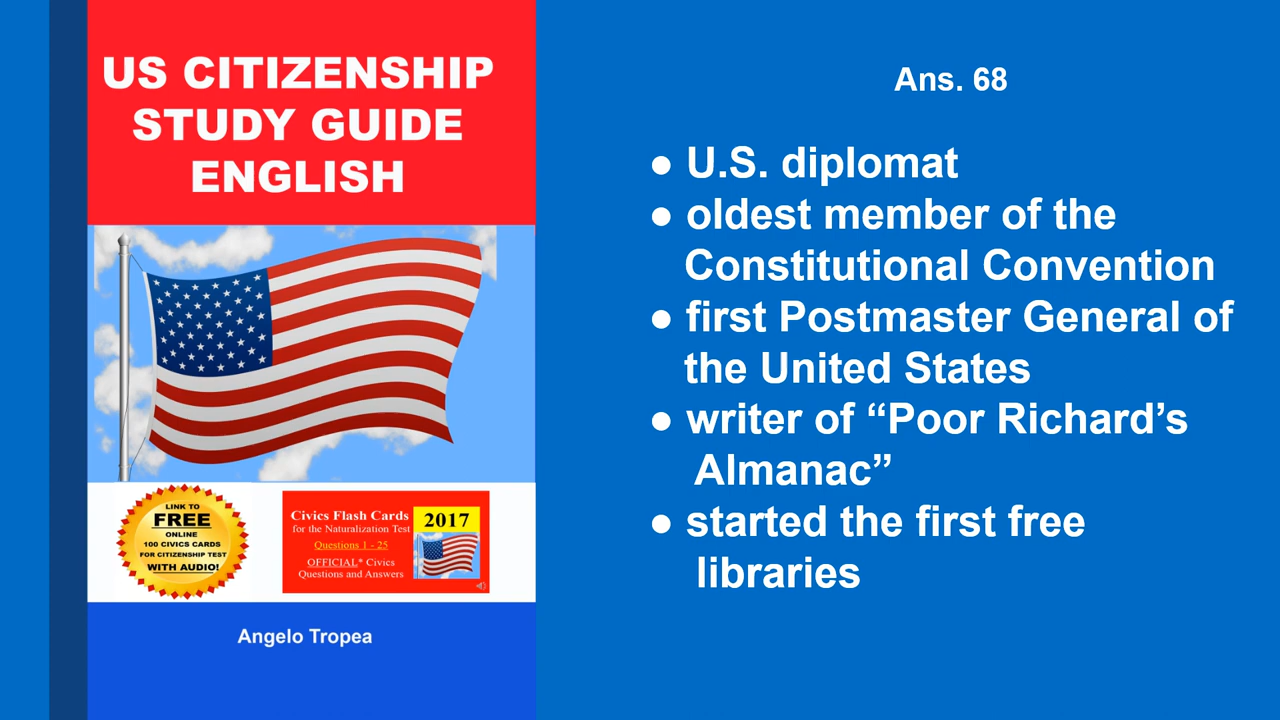 US CITIZENSHIP
STUDY GUIDE
ENGLISH
LINK TO
FREE
ONLINE
100 CIVICS CARDS
FOR CITIZENSHIP TEST
WITH AUDIO!
Civics Flash Cards
for the Naturalization Test
Questions 1 - 25
OFFICIAL* Civics
Questions and Answers
2017
Angelo Tropea
Ans. 68
● U.S. diplomat
● oldest member of the
Constitutional Convention
● first Postmaster General of
the United States
● writer of “Poor Richard’s
Almanac”
● started the first free
libraries